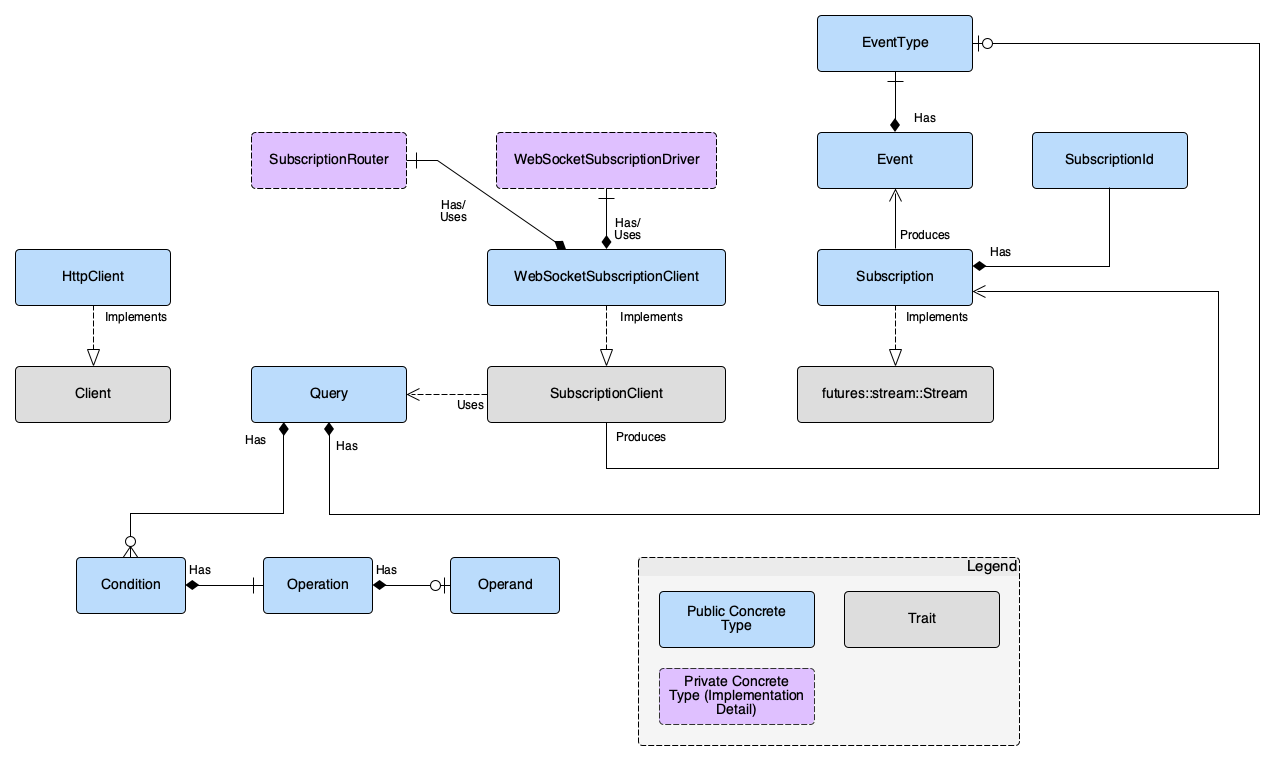 EventType
Has
SubscriptionRouter
WebSocketSubscriptionDriver
Event
SubscriptionId
Has/
Uses
Has/
Uses
Produces
Has
HttpClient
WebSocketSubscriptionClient
Subscription
Implements
Implements
Implements
Client
Query
SubscriptionClient
futures::stream::Stream
Uses
Has
Has
Produces
Condition
Has
Operation
Has
Operand
Legend
Public Concrete
Type
Trait
Private Concrete
Type (Implementation
Detail)